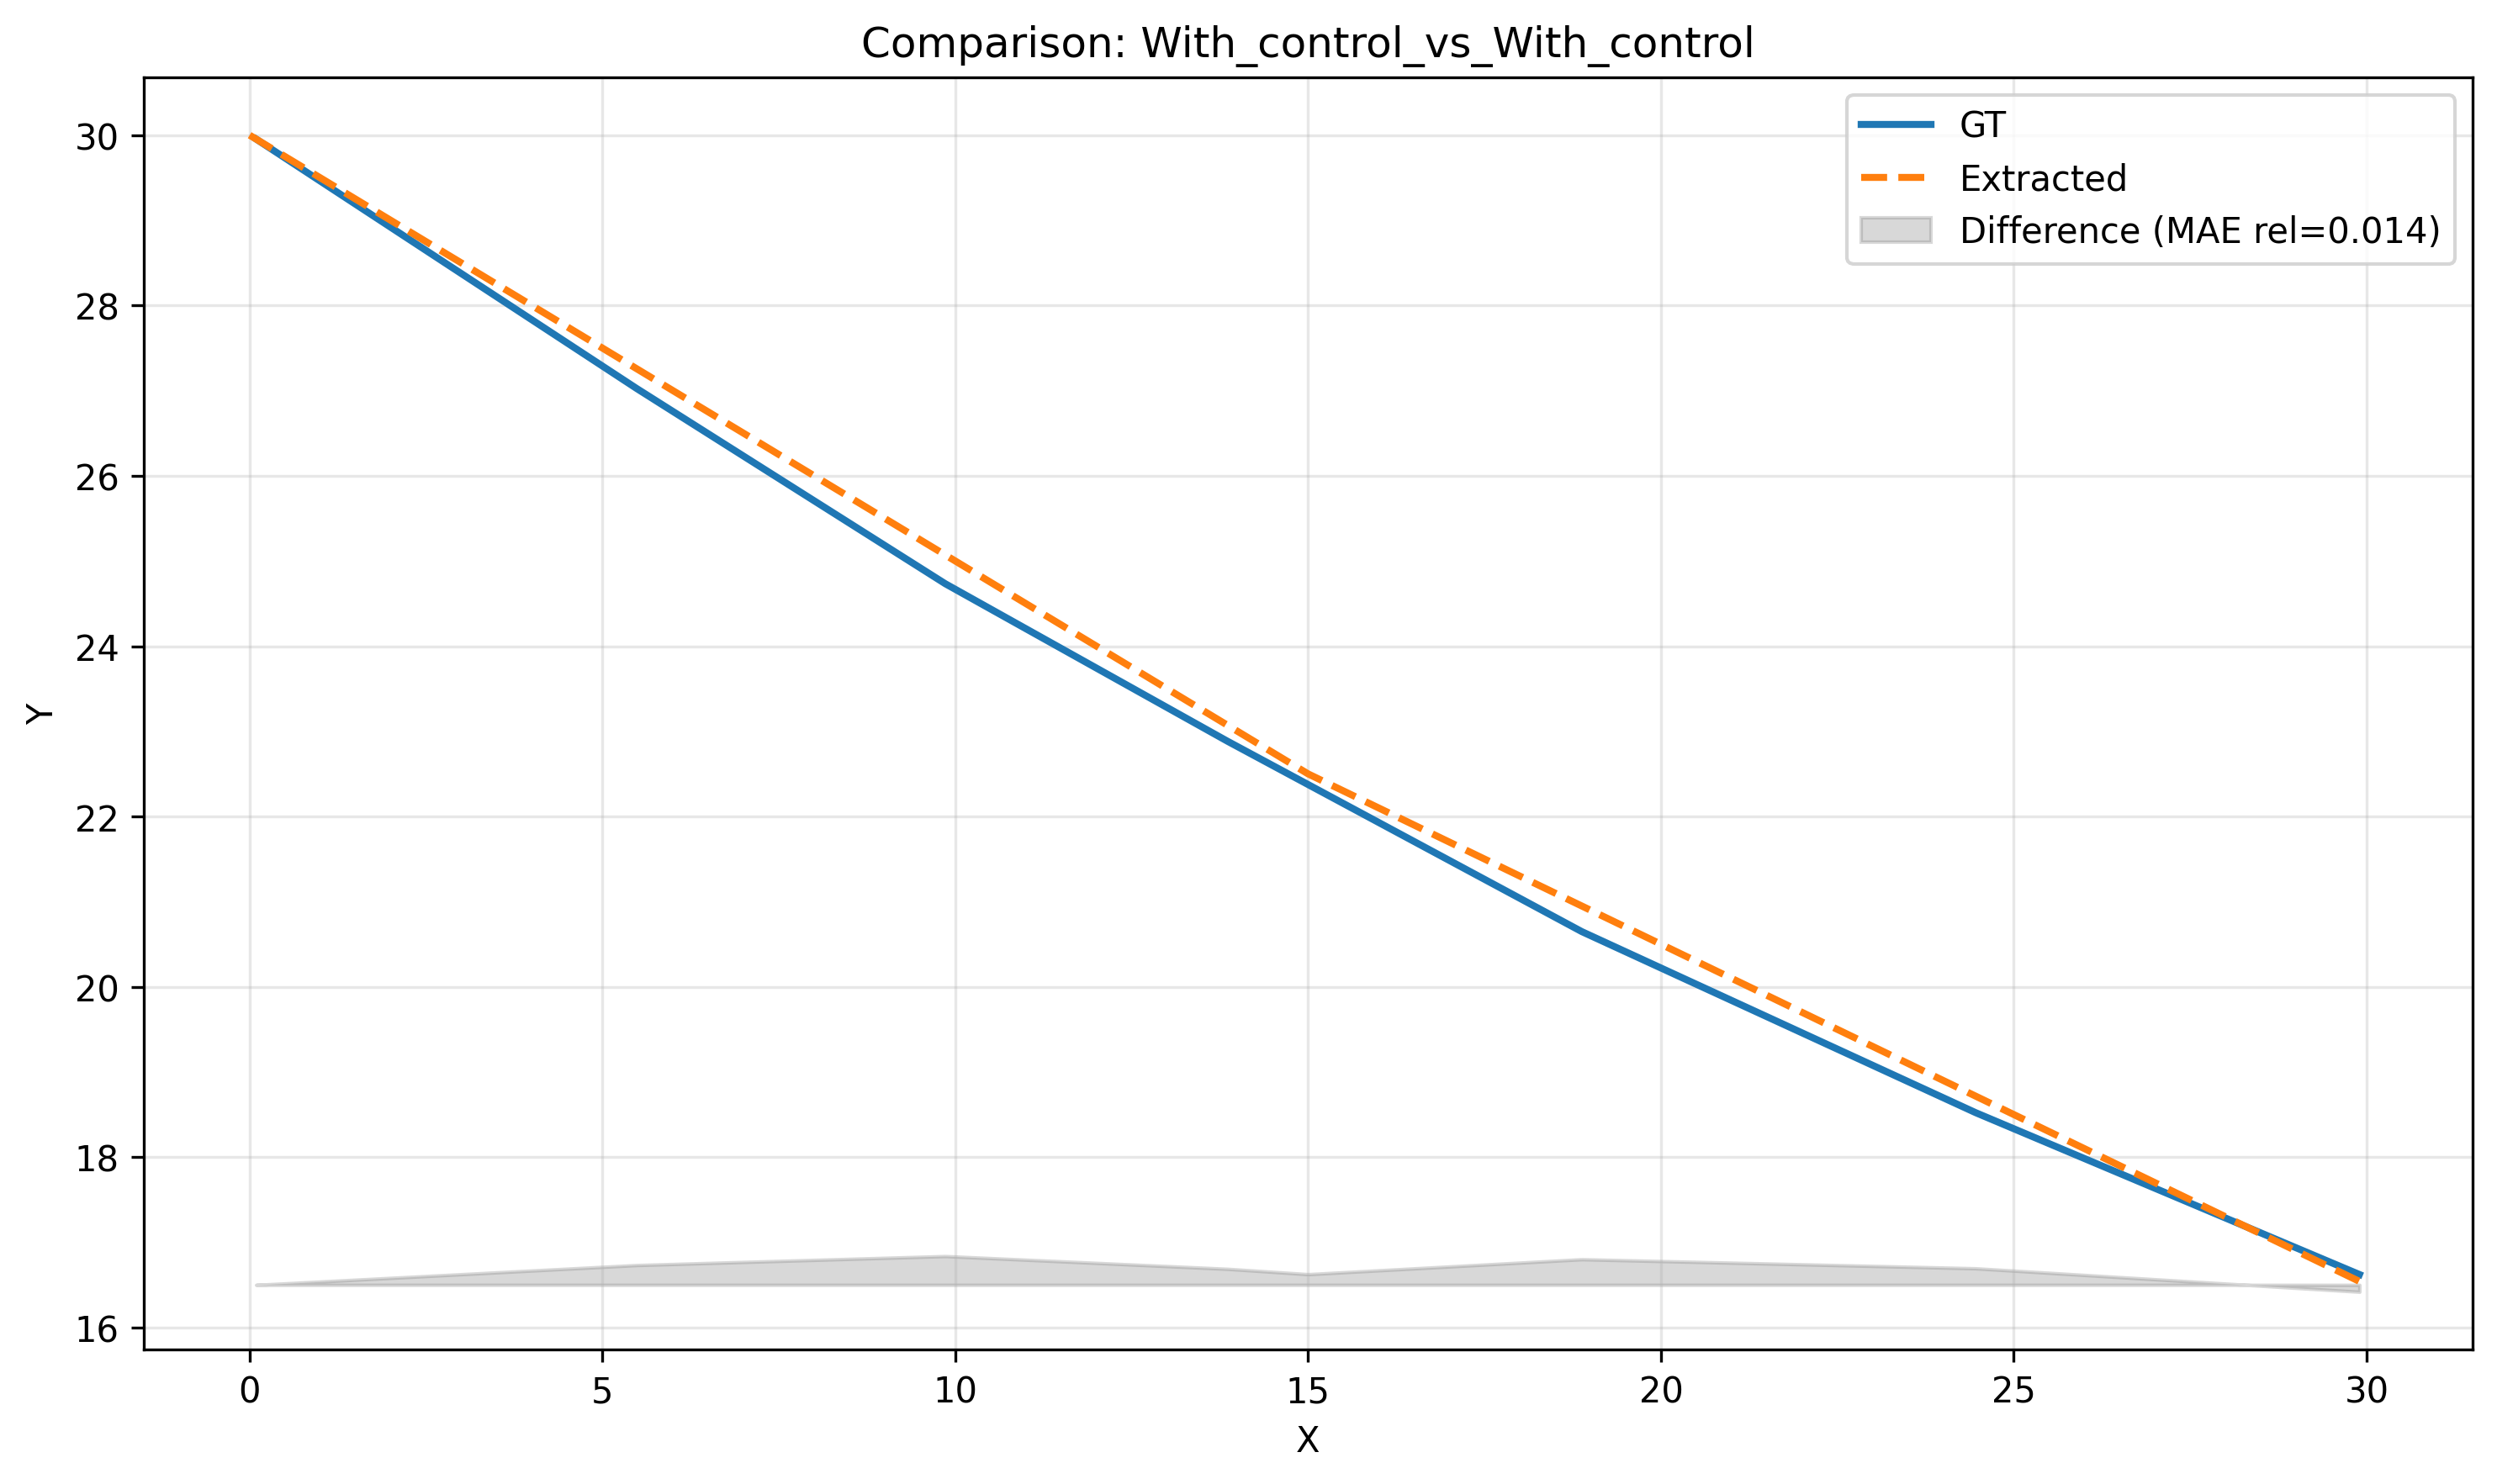 Comparison: With_control_vs_With_control
GT
Extracted
Difference (MAE rel=0.014)
30
28
26
24
22
20
18
16
Y
0 5 10 15 20 25 30
X